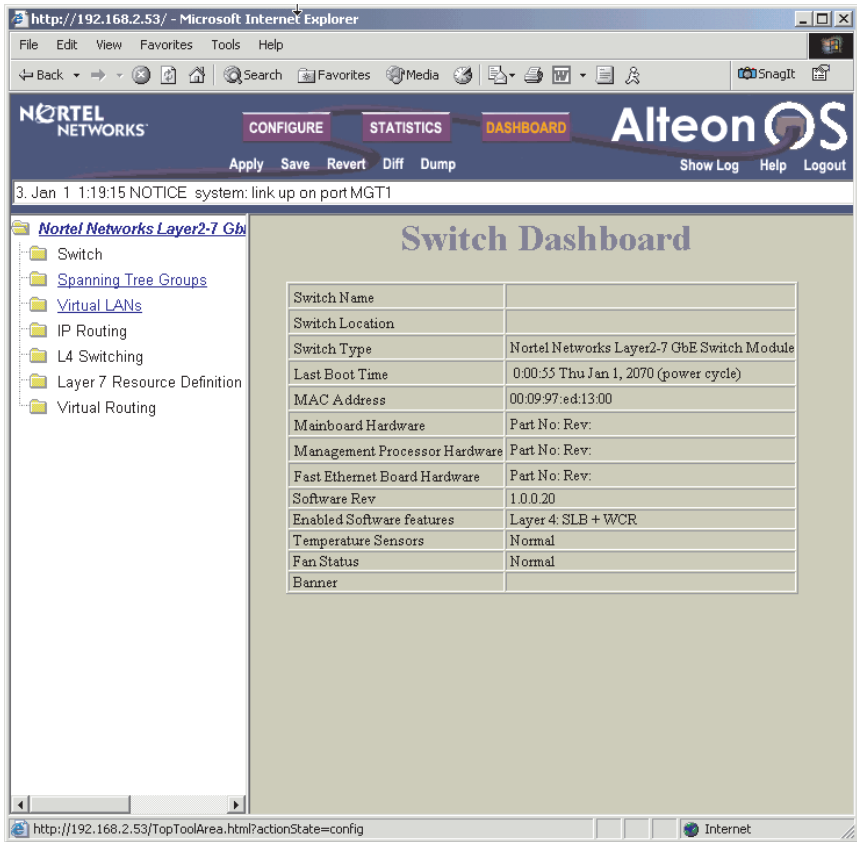 http://192.168.2.53/ - Microsoft Internet Explorer
File Edit View Favorites Tools Help
Back Search Favorites Media SnagIt
NORTEL NETWORKS
CONFIGURE STATISTICS DASHBOARD
Alteon OS
Apply Save Revert Diff Dump Show Log Help Logout
3. Jan 1 1:19:15 NOTICE system: link up on port MGT1
Nortel Networks Layer2-7 Gb
Switch
Spanning Tree Groups
Virtual LANs
IP Routing
L4 Switching
Layer 7 Resource Definition
Virtual Routing
Switch Dashboard
Switch Name
Switch Location
Switch Type Nortel Networks Layer2-7 GbE Switch Module
Last Boot Time 0:00:55 Thu Jan 1, 2070 (power cycle)
MAC Address 00:09:97:ed:13:00
Mainboard Hardware Part No: Rev:
Management Processor Hardware Part No: Rev:
Fast Ethernet Board Hardware Part No: Rev:
Software Rev 1.0.0.20
Enabled Software features Layer 4: SLB + WCR
Temperature Sensors Normal
Fan Status Normal
Banner
http://192.168.2.53/TopToolArea.html?actionState=config Internet